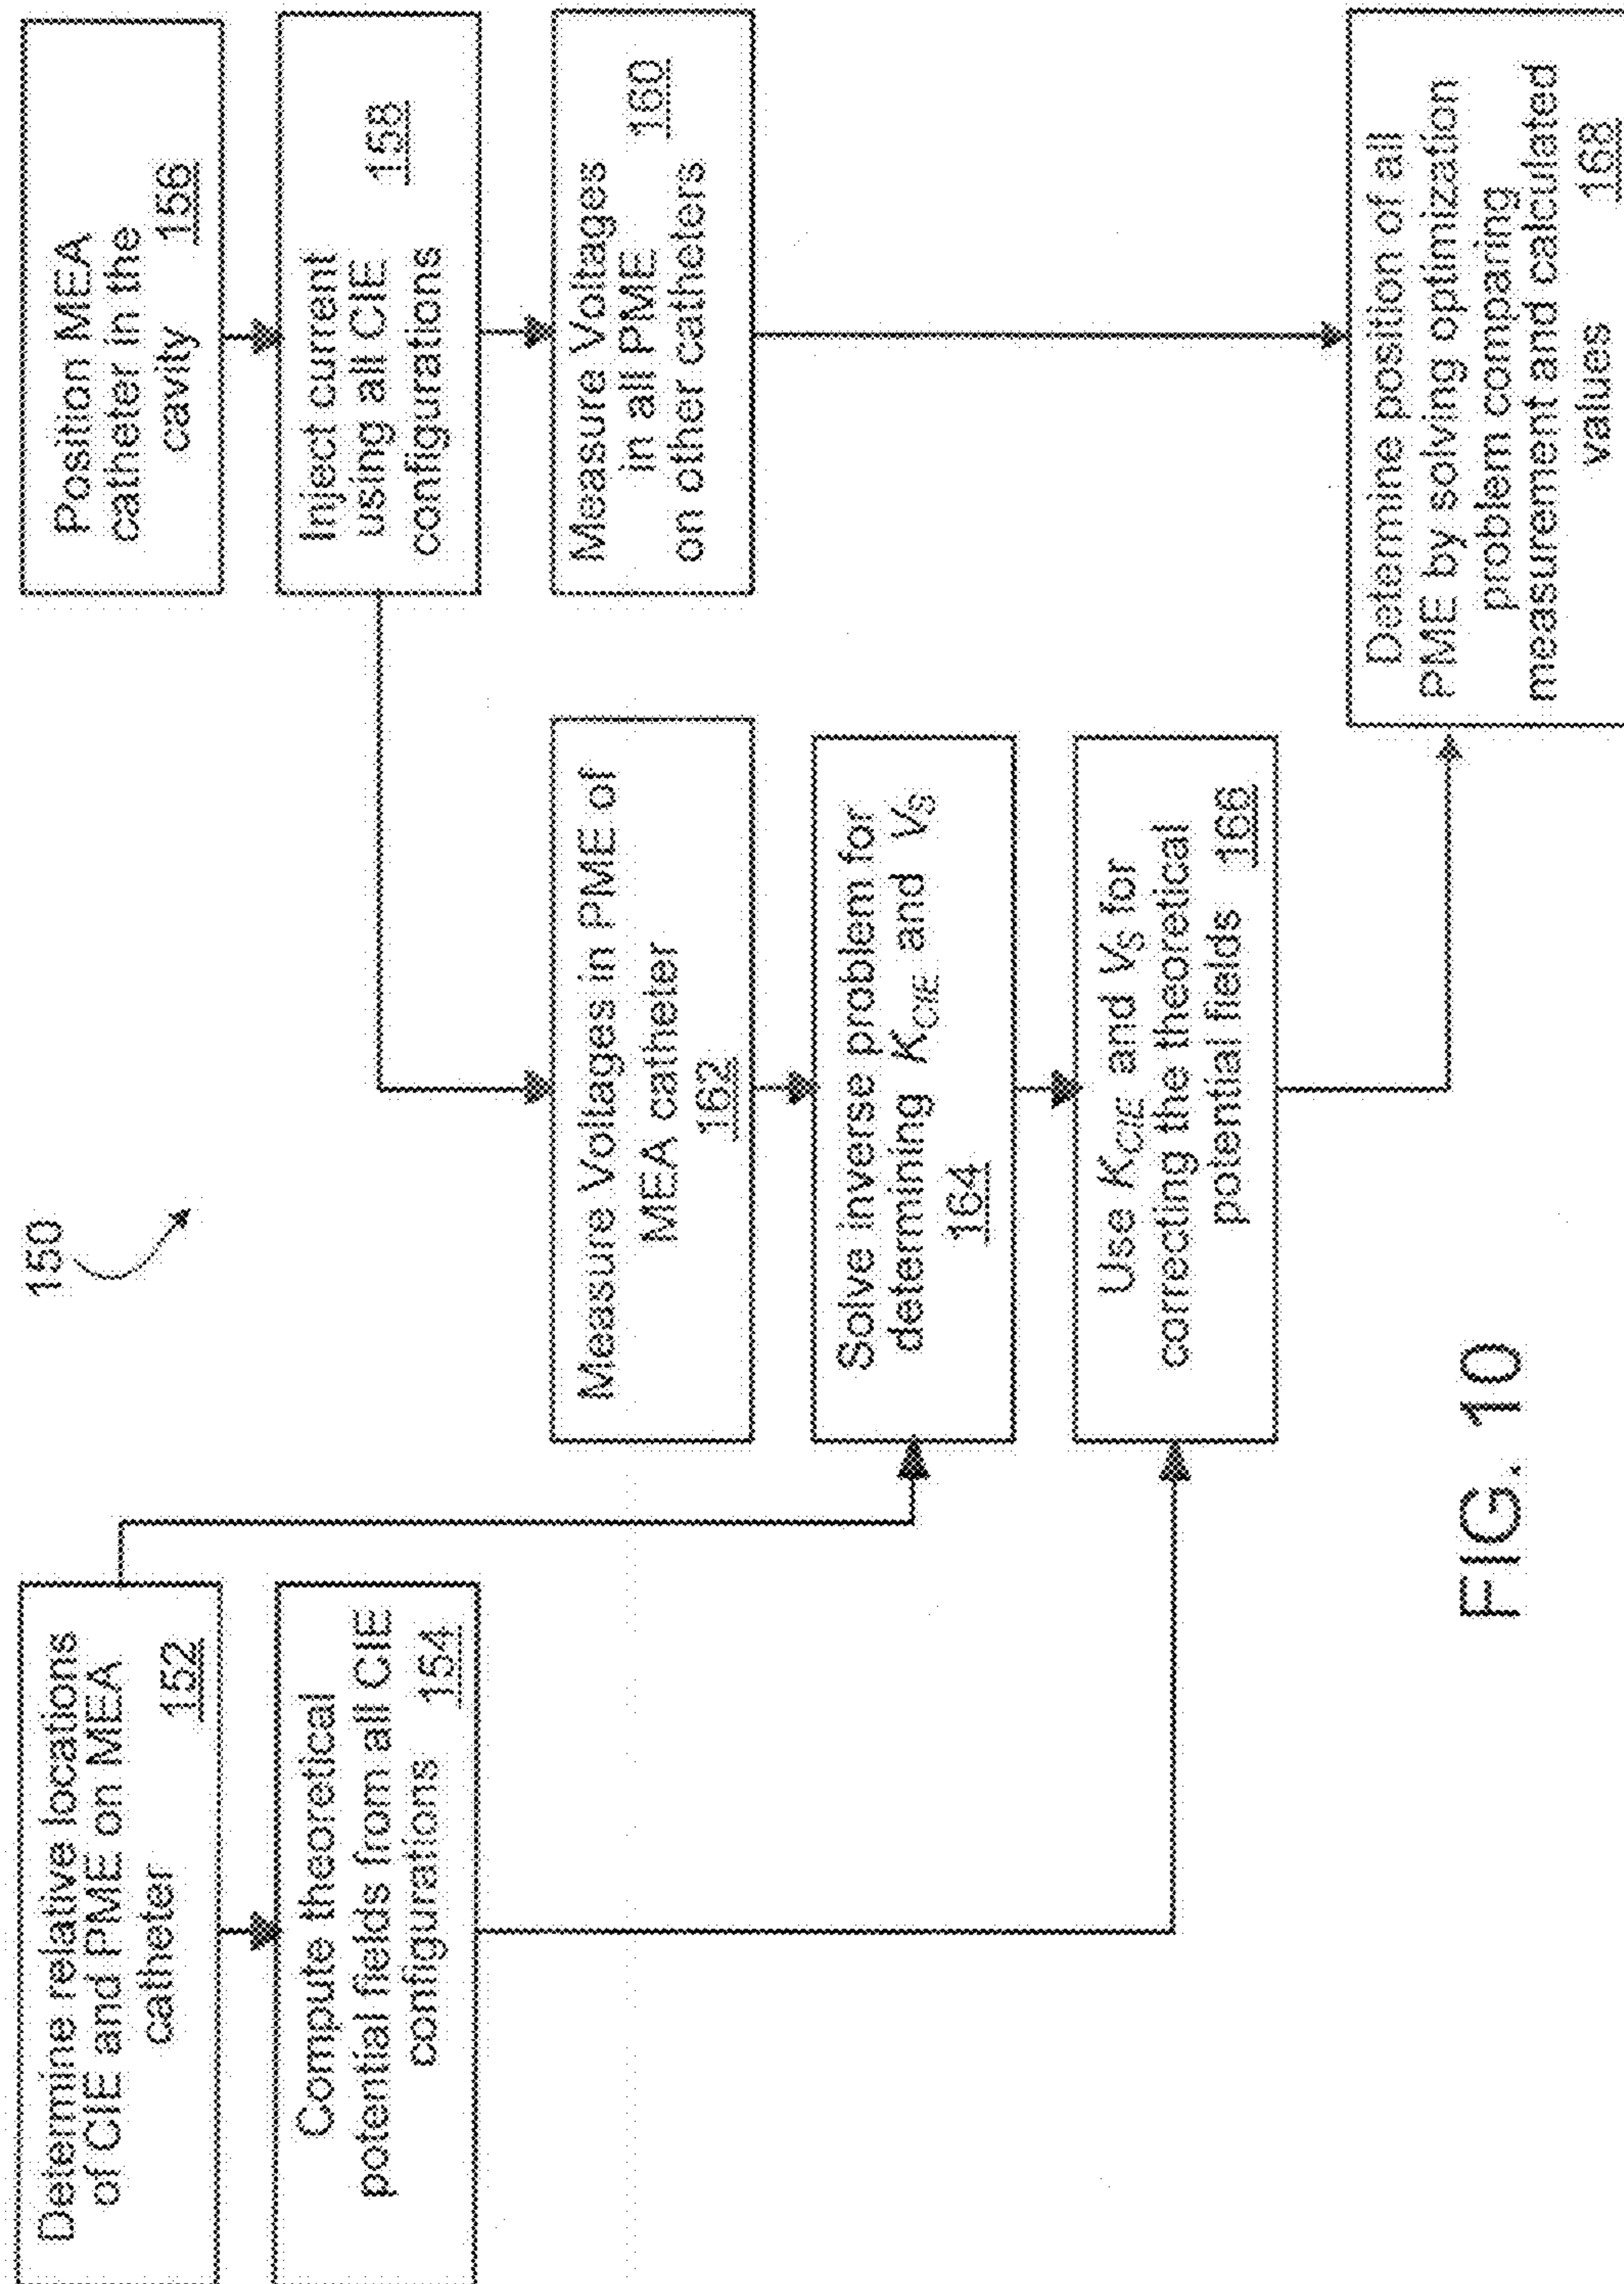 150
Determine relative locations
of CIE and PME on MEA
catheter 152
Compute theoretical
potential fields from all CIE
configurations 154
Position MEA
catheter in the
cavity 156
Inject current
using all CIE 158
configurations
Measure Voltages
in all PME 160
on other catheters
Measure Voltages in PME of
MEA catheter
162
Solve inverse problem for
determining K_CIE and V_S
164
Use K_CIE and V_S for
correcting the theoretical
potential fields 166
Determine position of all
PME by solving optimization
problem comparing
measurement and calculated
values 168
FIG. 10